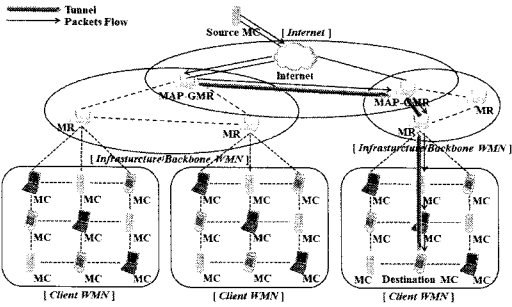 Tunnel
Packets Flow
Source MC
[ Internet ]
Internet
MAP-GMR
MAP-GMR
MR
MR
MR
MR
[ Infrasturcture/Backbone WMN ]
[ Infrasturcture/Backbone WMN ]
MC MC MC
MC MC MC
MC MC MC
MC MC MC
MC MC MC
MC MC MC
MC MC MC
MC MC MC
MC Destination MC MC
[ Client WMN ]
[ Client WMN ]
[ Client WMN ]